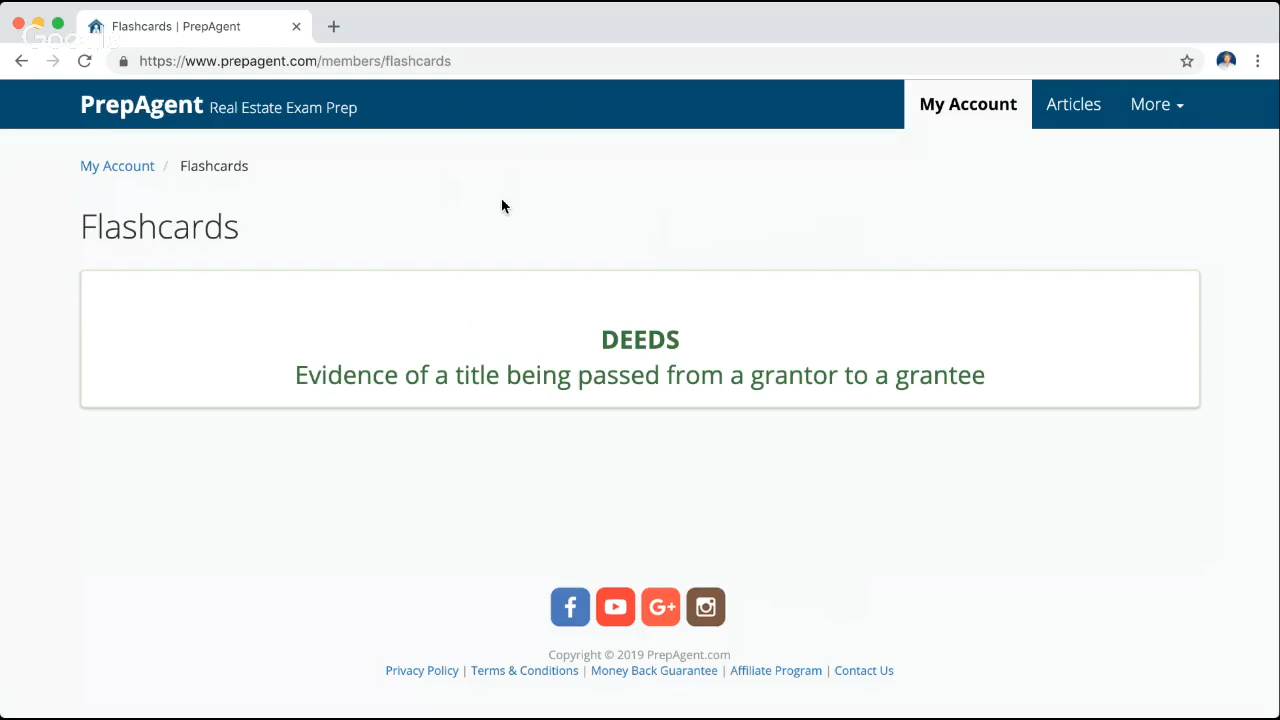 Flashcards | PrepAgent
https://www.prepagent.com/members/flashcards
PrepAgent Real Estate Exam Prep
My Account
Articles
More
My Account / Flashcards
Flashcards
DEEDS
Evidence of a title being passed from a grantor to a grantee
G+
Copyright © 2019 PrepAgent.com
Privacy Policy | Terms & Conditions | Money Back Guarantee | Affiliate Program | Contact Us